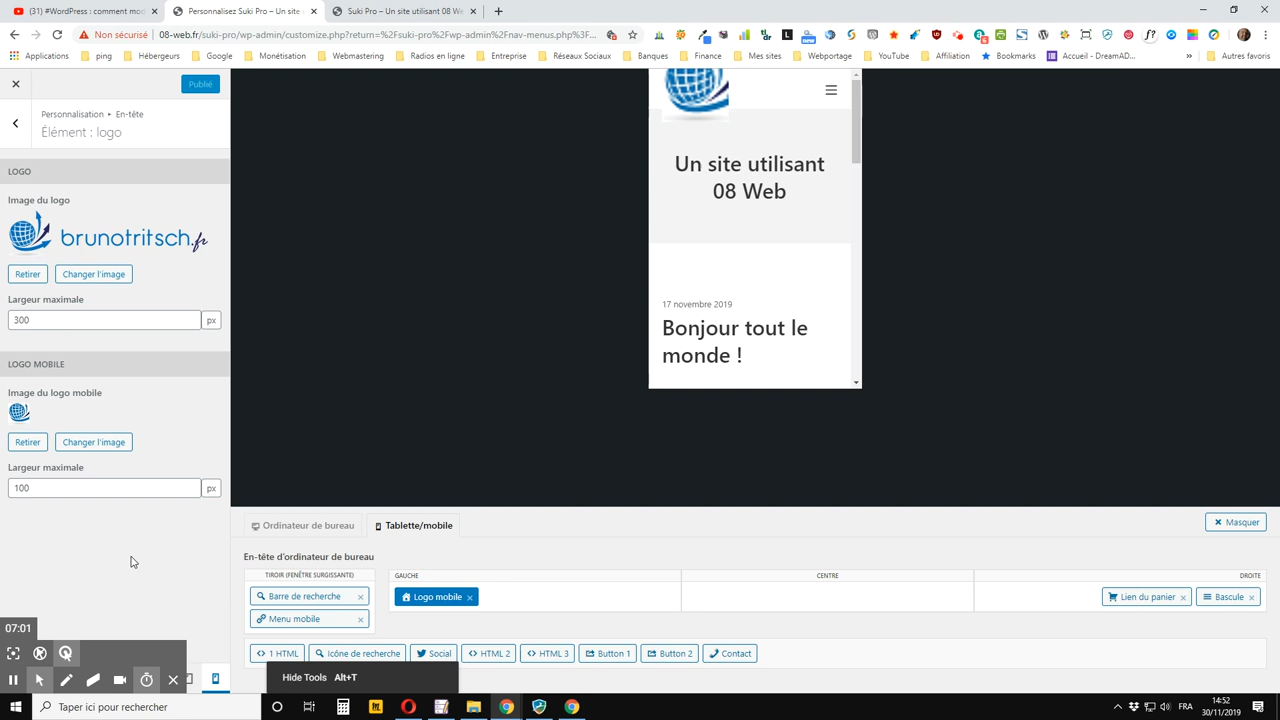 (31) #WordPress : comment mod
Personnalisez Suki Pro – Un site
Suki Pro – Un site utilisant 08 We
Non sécurisé
08-web.fr/suki-pro/wp-admin/customize.php?return=%2Fsuki-pro%2Fwp-admin%2Fnav-menus.php%3F...
Applications
ping
Hébergeurs
Google
Monétisation
Webmastering
Radios en ligne
Entreprise
Réseaux Sociaux
Banques
Finance
Mes sites
Webportage
YouTube
Affiliation
Bookmarks
Accueil – DreamAD...
»
Autres favoris
Publié
Personnalisation ▸ En-tête
Élément : logo
LOGO
Image du logo
brunotritsch.fr
Retirer
Changer l'image
Largeur maximale
300
px
LOGO MOBILE
Image du logo mobile
Retirer
Changer l'image
Largeur maximale
100
px
Un site utilisant
08 Web
17 novembre 2019
Bonjour tout le
monde !
Ordinateur de bureau
Tablette/mobile
Masquer
En-tête d'ordinateur de bureau
TIROIR (FENÊTRE SURGISSANTE)
GAUCHE
CENTRE
DROITE
Barre de recherche
Menu mobile
Logo mobile
Lien du panier
Bascule
1 HTML
Icône de recherche
Social
HTML 2
HTML 3
Button 1
Button 2
Contact
07:01
Hide Tools Alt+T
Taper ici pour rechercher
FRA
14:52
30/11/2019